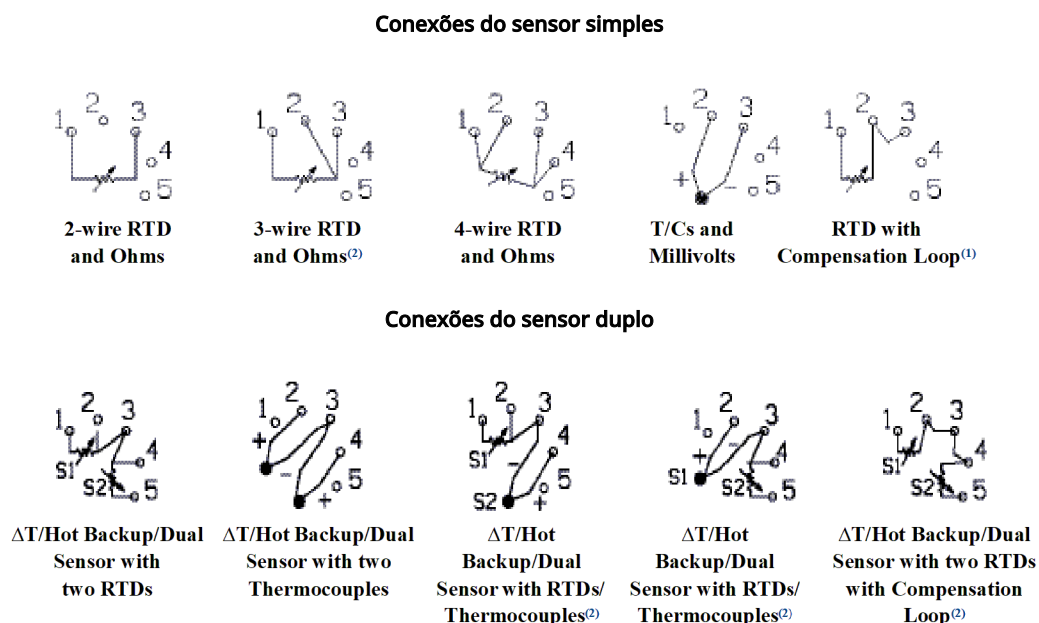 Conexões do sensor simples
1 2 3 4 5
1 2 3 4 5
1 2 3 4 5
1 2 3 4 5 + −
1 2 3 4 5
2-wire RTD
and Ohms
3-wire RTD
and Ohms(2)
4-wire RTD
and Ohms
T/Cs and
Millivolts
RTD with
Compensation Loop(1)
Conexões do sensor duplo
1 2 3 4 5 S1 S2
1 2 3 4 5 + − +
1 2 3 4 5 S1 − S2 +
1 2 3 4 5 + − S1 S2
1 2 3 4 5 S1 S2
ΔT/Hot Backup/Dual
Sensor with
two RTDs
ΔT/Hot Backup/Dual
Sensor with two
Thermocouples
ΔT/Hot
Backup/Dual
Sensor with RTDs/
Thermocouples(2)
ΔT/Hot
Backup/Dual
Sensor with RTDs/
Thermocouples(2)
ΔT/Hot Backup/Dual
Sensor with two RTDs
with Compensation
Loop(2)